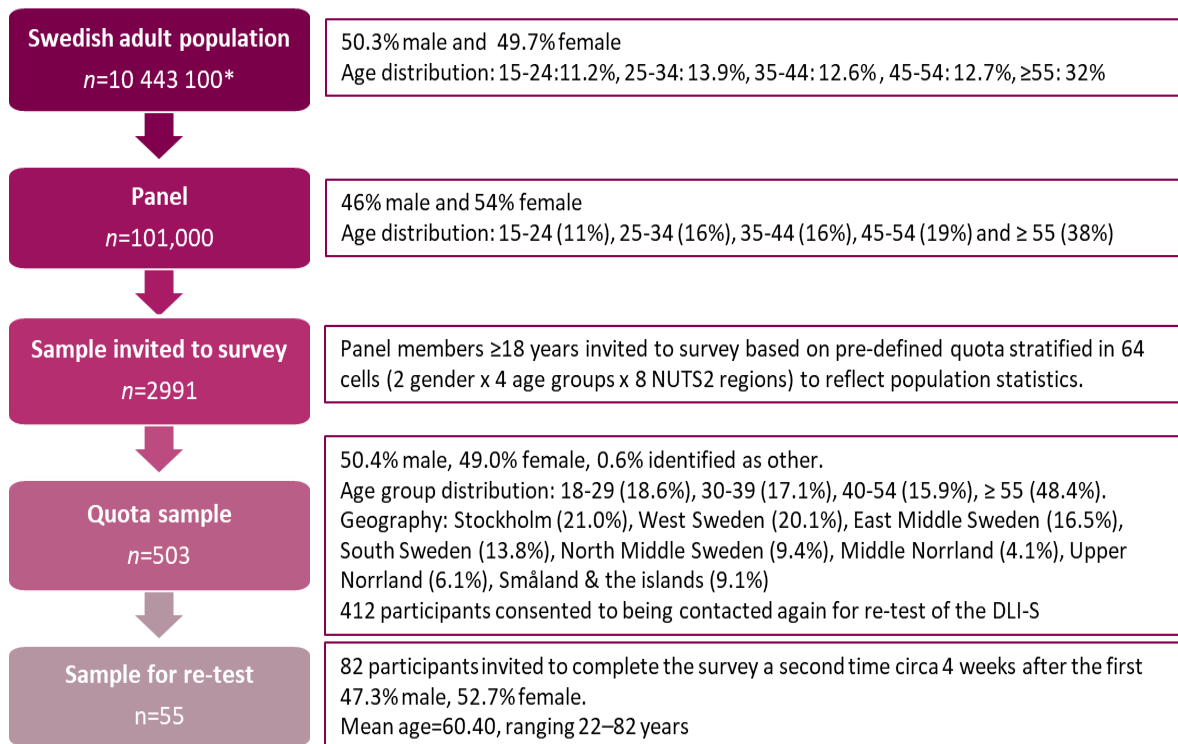 Swedish adult population
n=10 443 100*
50.3% male and 49.7% female
Age distribution: 15-24:11.2%, 25-34: 13.9%, 35-44: 12.6% , 45-54: 12.7%, ≥55: 32%
Panel
n=101,000
46% male and 54% female
Age distribution: 15-24 (11%), 25-34 (16%), 35-44 (16%), 45-54 (19%) and ≥ 55 (38%)
Sample invited to survey
n=2991
Panel members ≥18 years invited to survey based on pre-defined quota stratified in 64
cells (2 gender x 4 age groups x 8 NUTS2 regions) to reflect population statistics.
Quota sample
n=503
50.4% male, 49.0% female, 0.6% identified as other.
Age group distribution: 18-29 (18.6%), 30-39 (17.1%), 40-54 (15.9%), ≥ 55 (48.4%).
Geography: Stockholm (21.0%), West Sweden (20.1%), East Middle Sweden (16.5%),
South Sweden (13.8%), North Middle Sweden (9.4%), Middle Norrland (4.1%), Upper
Norrland (6.1%), Småland & the islands (9.1%)
412 participants consented to being contacted again for re-test of the DLI-S
Sample for re-test
n=55
82 participants invited to complete the survey a second time circa 4 weeks after the first
47.3% male, 52.7% female.
Mean age=60.40, ranging 22–82 years